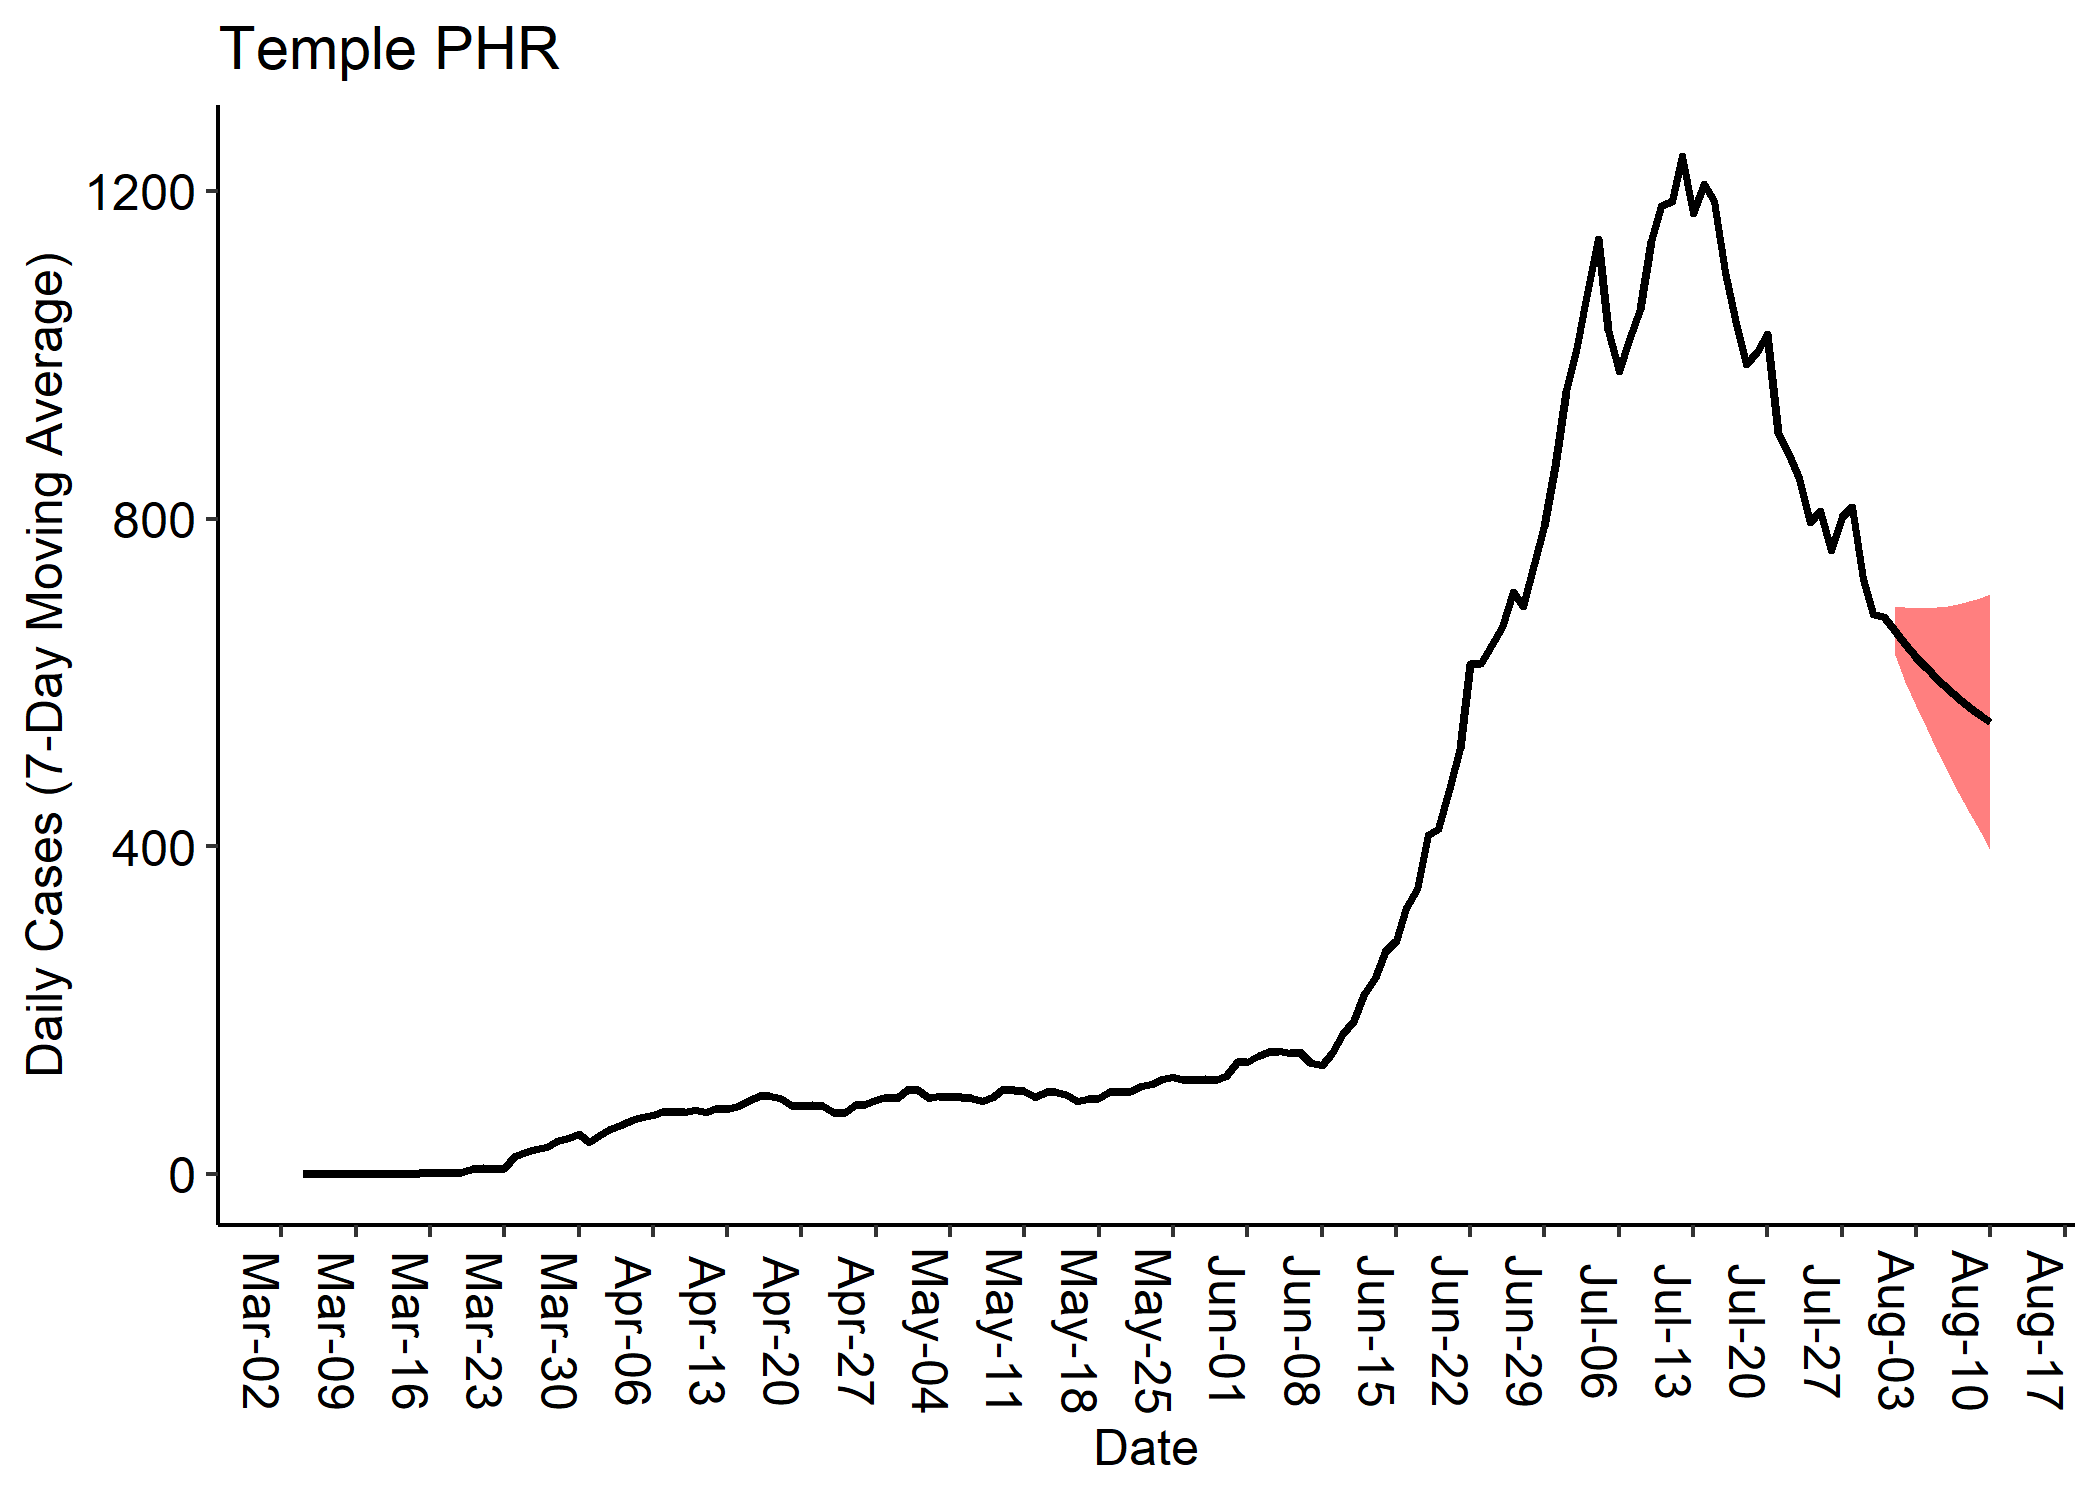 Temple PHR
Daily Cases (7-Day Moving Average)
1200
800
400
0
Mar-02
Mar-09
Mar-16
Mar-23
Mar-30
Apr-06
Apr-13
Apr-20
Apr-27
May-04
May-11
May-18
May-25
Jun-01
Jun-08
Jun-15
Jun-22
Jun-29
Jul-06
Jul-13
Jul-20
Jul-27
Aug-03
Aug-10
Aug-17
Date